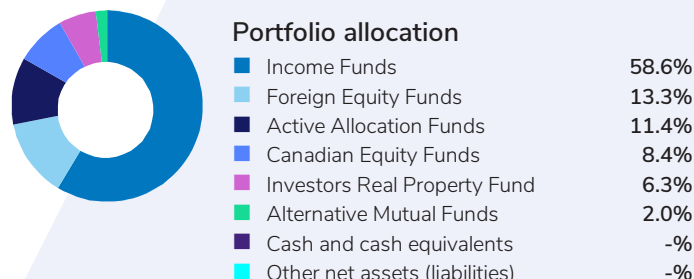 Portfolio allocation
Income Funds 58.6%
Foreign Equity Funds 13.3%
Active Allocation Funds 11.4%
Canadian Equity Funds 8.4%
Investors Real Property Fund 6.3%
Alternative Mutual Funds 2.0%
Cash and cash equivalents -%
Other net assets (liabilities) -%